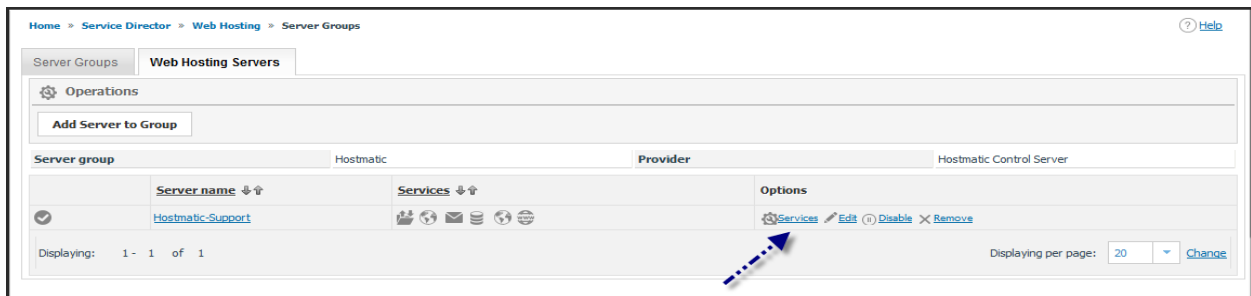 Home » Service Director » Web Hosting » Server Groups
? Help
Server Groups Web Hosting Servers
Operations
Add Server to Group
Server group Hostmatic Provider Hostmatic Control Server
Server name Services Options
Hostmatic-Support www Services Edit Disable Remove
Displaying: 1 - 1 of 1 Displaying per page: 20 Change